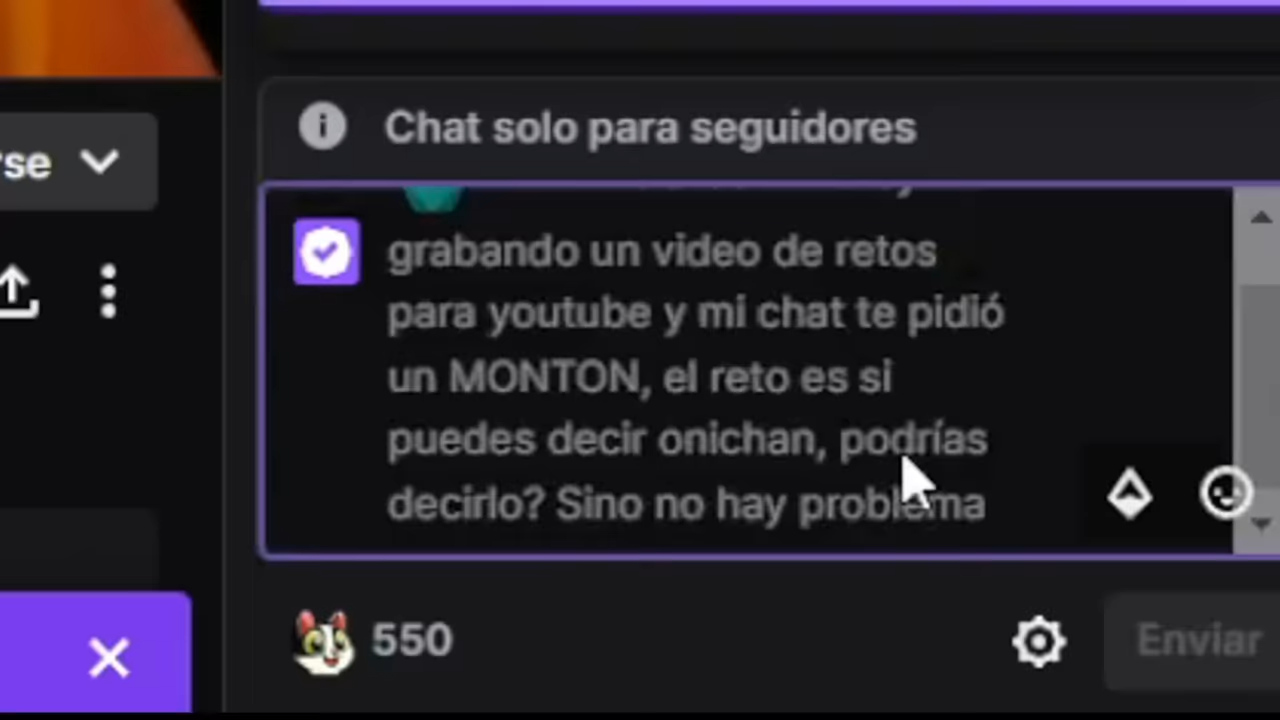 Chat solo para seguidores
grabando un video de retos
para youtube y mi chat te pidió
un MONTON, el reto es si
puedes decir onichan, podrías
decirlo? Sino no hay problema
rse
550
Enviar